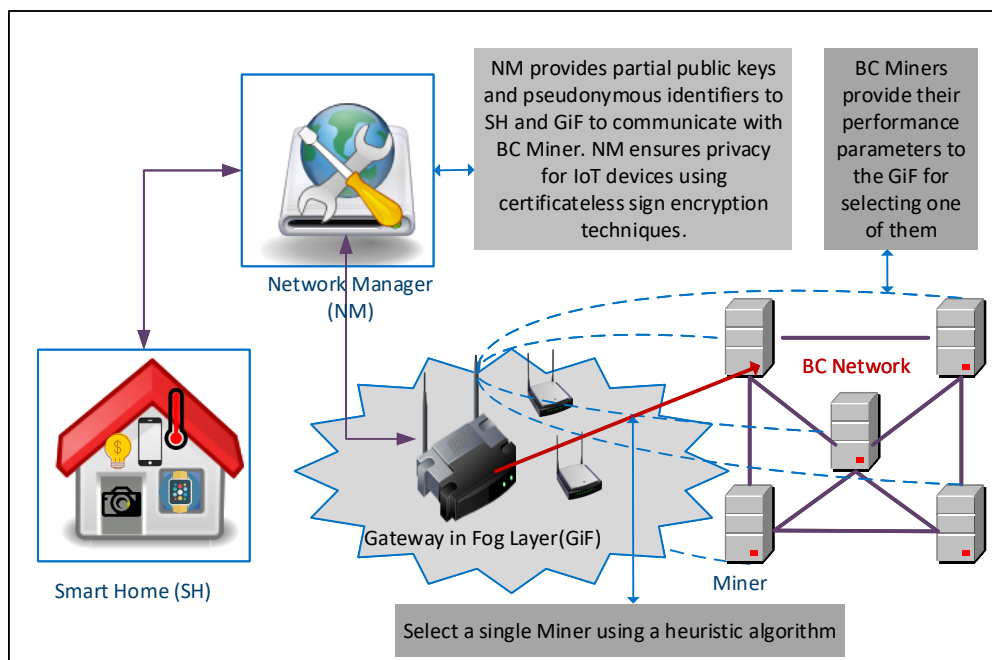 NM provides partial public keys
and pseudonymous identifiers to
SH and GiF to communicate with
BC Miner. NM ensures privacy
for IoT devices using
certificateless sign encryption
techniques.
BC Miners
provide their
performance
parameters to
the GiF for
selecting one
of them
Network Manager
(NM)
BC Network
$
Gateway in Fog Layer(GiF)
Miner
Smart Home (SH)
Select a single Miner using a heuristic algorithm